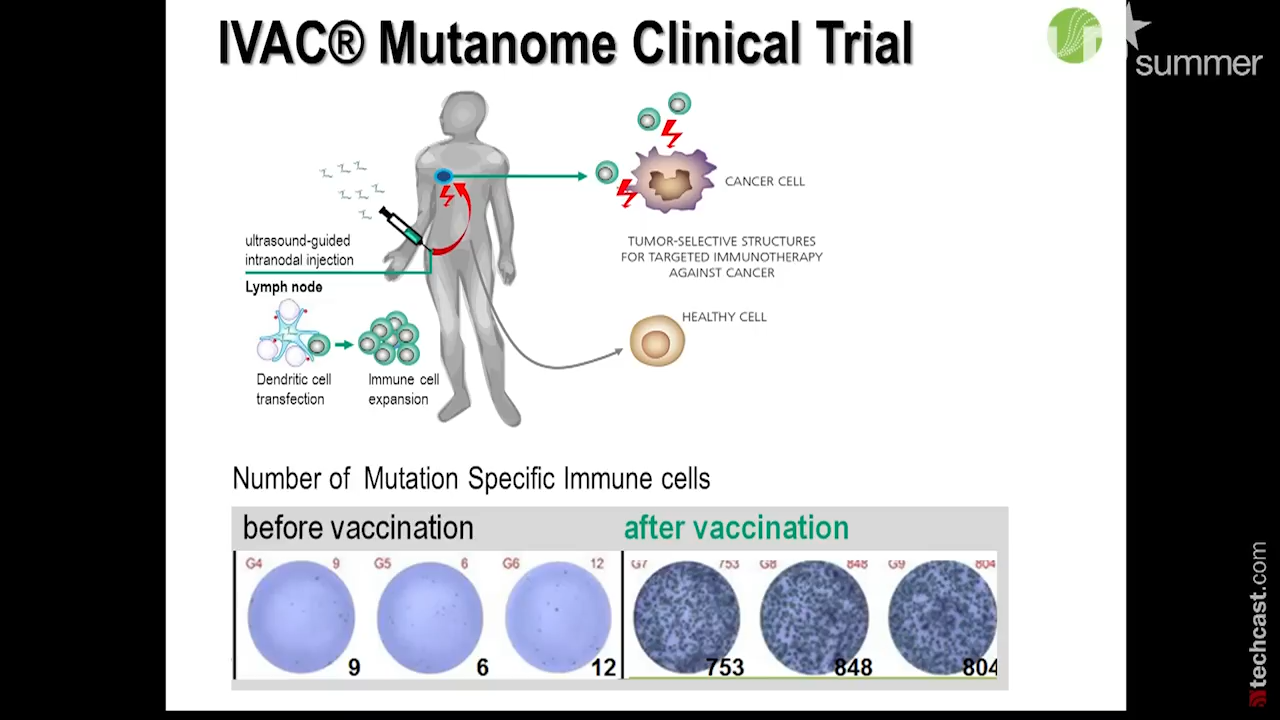 IVAC® Mutanome Clinical Trial
summer
CANCER CELL
ultrasound-guided
intranodal injection
Lymph node
TUMOR-SELECTIVE STRUCTURES
FOR TARGETED IMMUNOTHERAPY
AGAINST CANCER
HEALTHY CELL
Dendritic cell
transfection
Immune cell
expansion
Number of Mutation Specific Immune cells
before vaccination
after vaccination
G4 9 G5 6 G6 12 G7 753 G8 848 G9 804
9 6 12 753 848 804
techcast.com